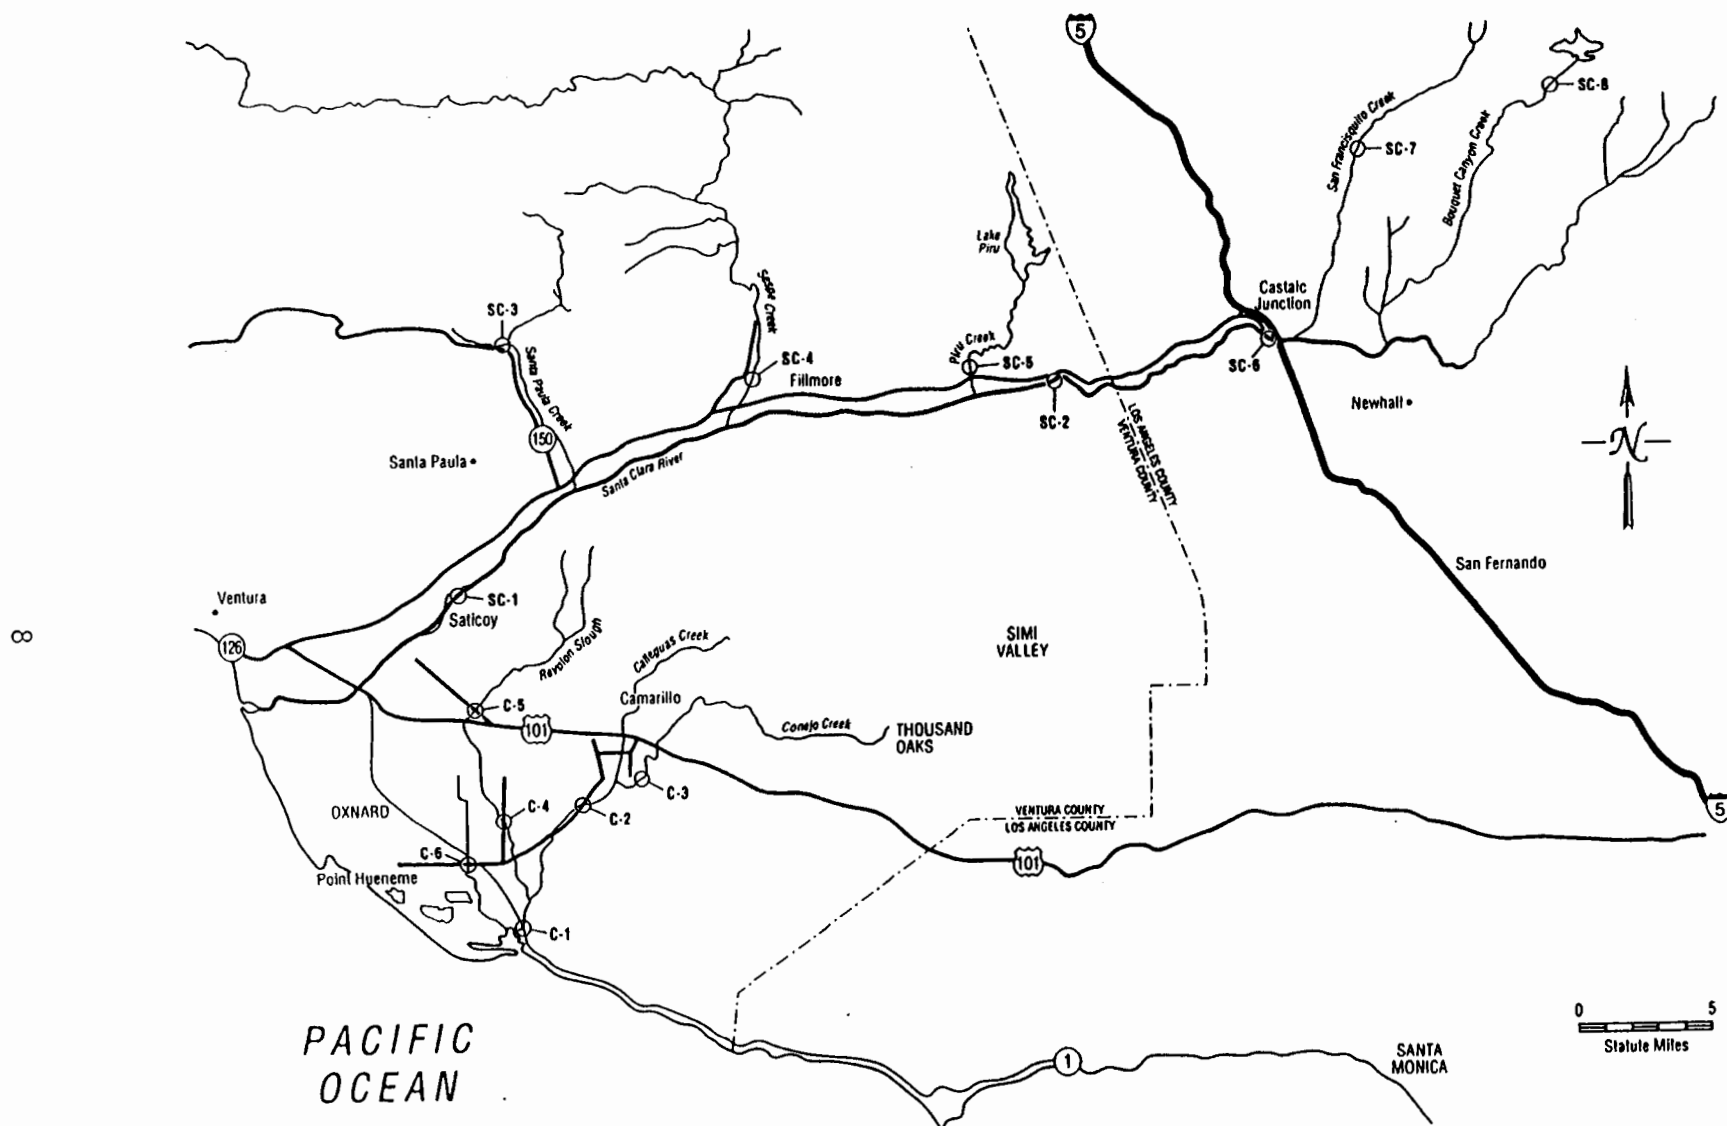 5
SC-8
San Francisquito Creek
SC-7
Bouquet Canyon Creek
Lake
Piru
Sespe Creek
Castaic
Junction
SC-3
Santa Paula Creek
SC-4
Fillmore
Piru Creek
SC-5
SC-2
SC-6
Newhall
LOS ANGELES COUNTY
VENTURA COUNTY
N
150
Santa Paula
Santa Clara River
San Fernando
Ventura
SC-1
Saticoy
8
126
Revolon Slough
Calleguas Creek
SIMI
VALLEY
Camarillo
C-5
101
Conejo Creek
THOUSAND
OAKS
C-3
OXNARD
C-4
C-2
VENTURA COUNTY
LOS ANGELES COUNTY
5
C-6
101
Point Hueneme
C-1
0 5
Statute Miles
PACIFIC
OCEAN
1
SANTA
MONICA